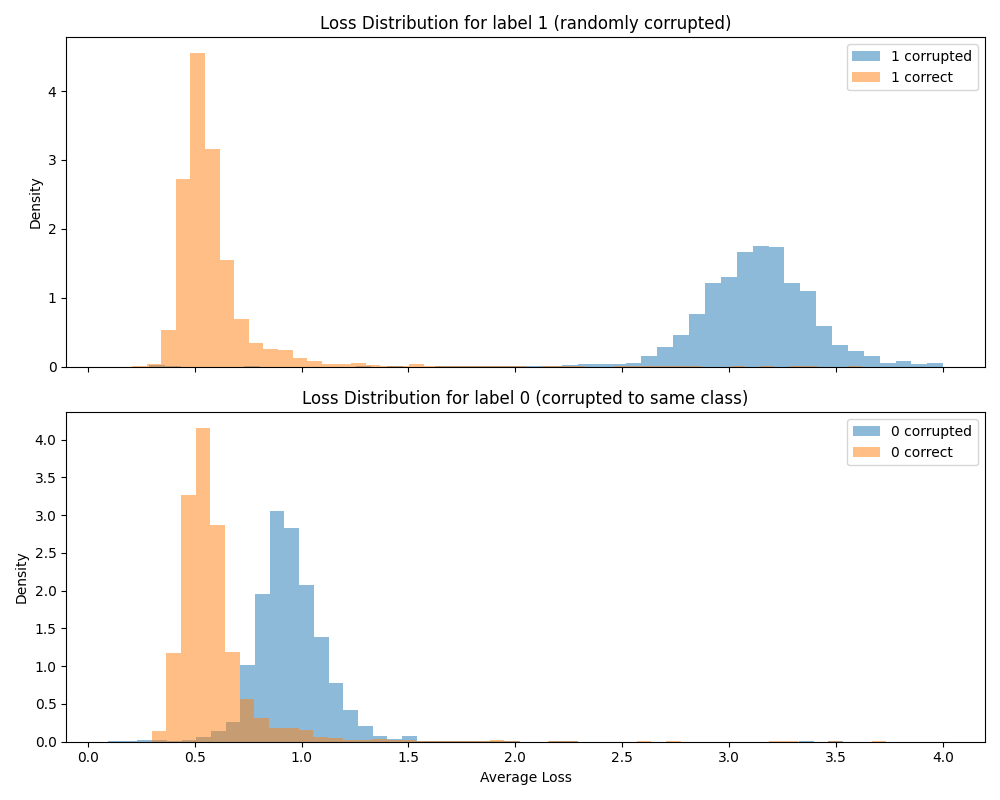 Loss Distribution for label 1 (randomly corrupted)
1 corrupted
1 correct
Density
4
3
2
1
0
Loss Distribution for label 0 (corrupted to same class)
0 corrupted
0 correct
Density
4.0
3.5
3.0
2.5
2.0
1.5
1.0
0.5
0.0
0.0 0.5 1.0 1.5 2.0 2.5 3.0 3.5 4.0
Average Loss